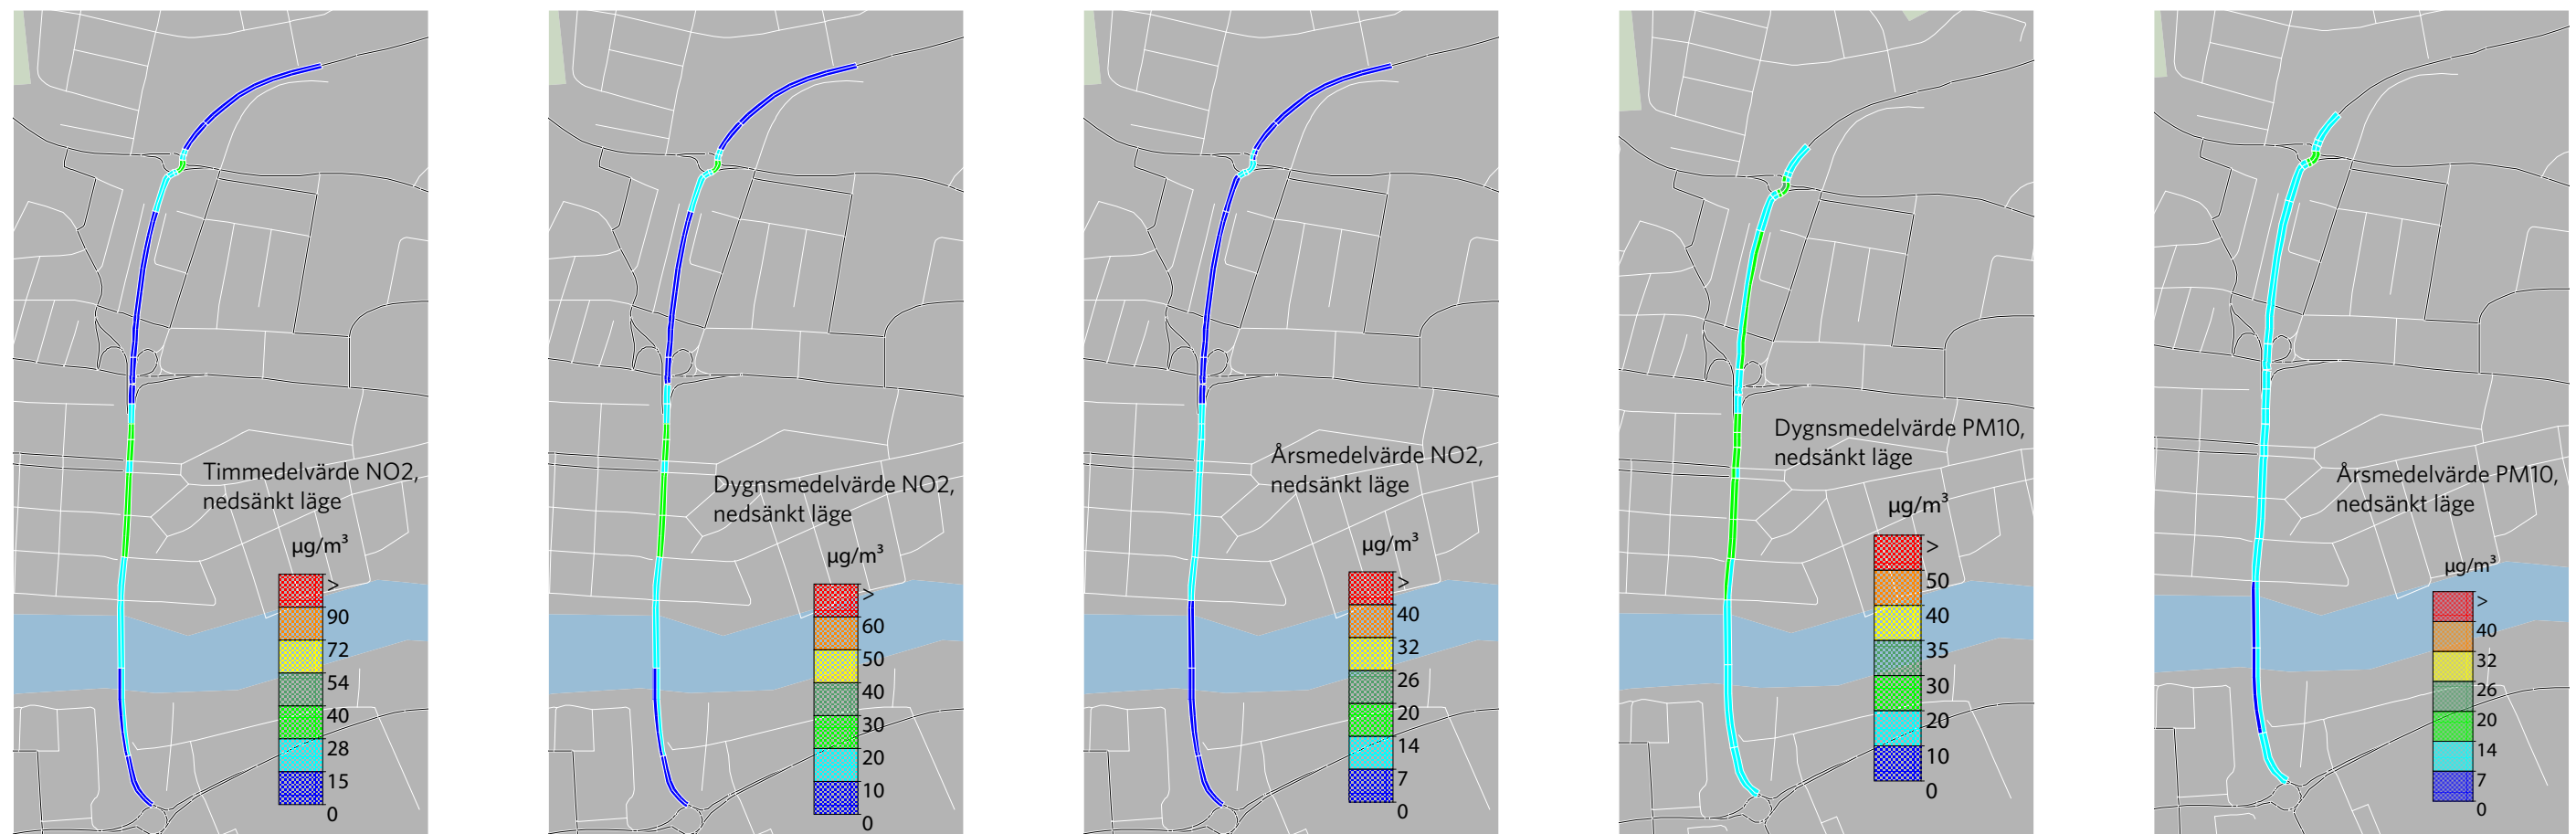 Timmedelvärde NO2,
nedsänkt läge
µg/m³
>
90
72
54
40
28
15
0
Dygnsmedelvärde NO2,
nedsänkt läge
µg/m³
>
60
50
40
30
20
10
0
Årsmedelvärde NO2,
nedsänkt läge
µg/m³
>
40
32
26
20
14
7
0
Dygnsmedelvärde PM10,
nedsänkt läge
µg/m³
>
50
40
35
30
20
10
0
Årsmedelvärde PM10,
nedsänkt läge
µg/m³
>
40
32
26
20
14
7
0